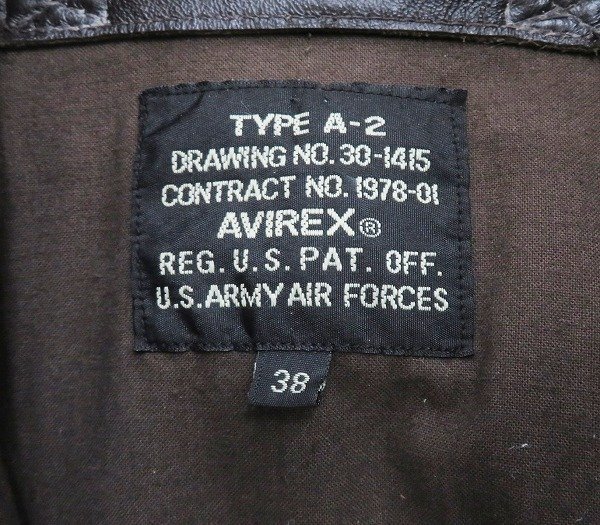 TYPE A-2
DRAWING NO. 30-1415
CONTRACT NO. 1978-01
AVIREX®
REG. U.S. PAT. OFF.
U.S. ARMY AIR FORCES
38